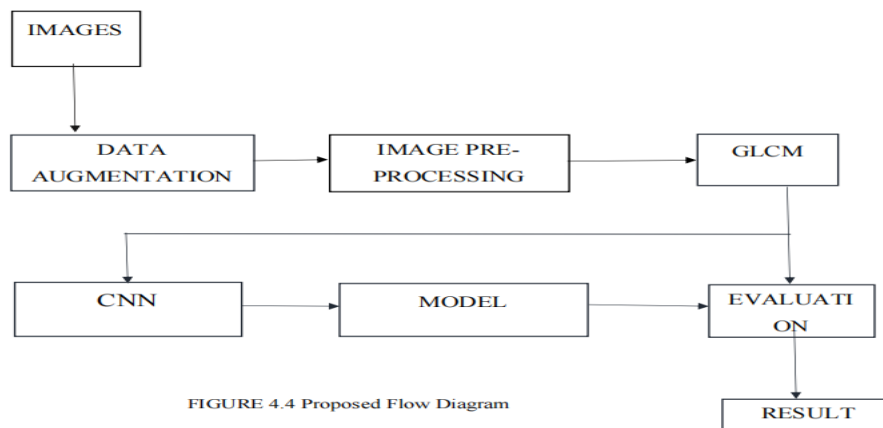 IMAGES
DATA
AUGMENTATION
IMAGE PRE-
PROCESSING
GLCM
CNN
MODEL
EVALUATI
ON
FIGURE 4.4 Proposed Flow Diagram
RESULT